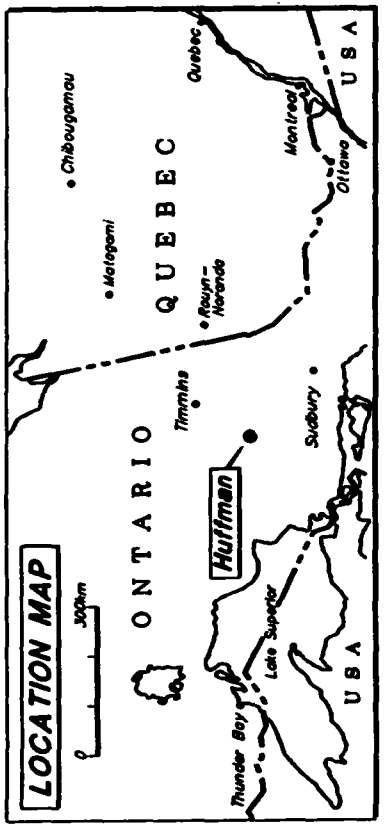 LOCATION MAP
0 300km
ONTARIO
QUEBEC
Chibougamau
Matagami
Rouyn-
Noranda
Timmins
Quebec
Montreal
Ottawa
USA
Sudbury
Huffman
Lake Superior
Thunder Bay
USA